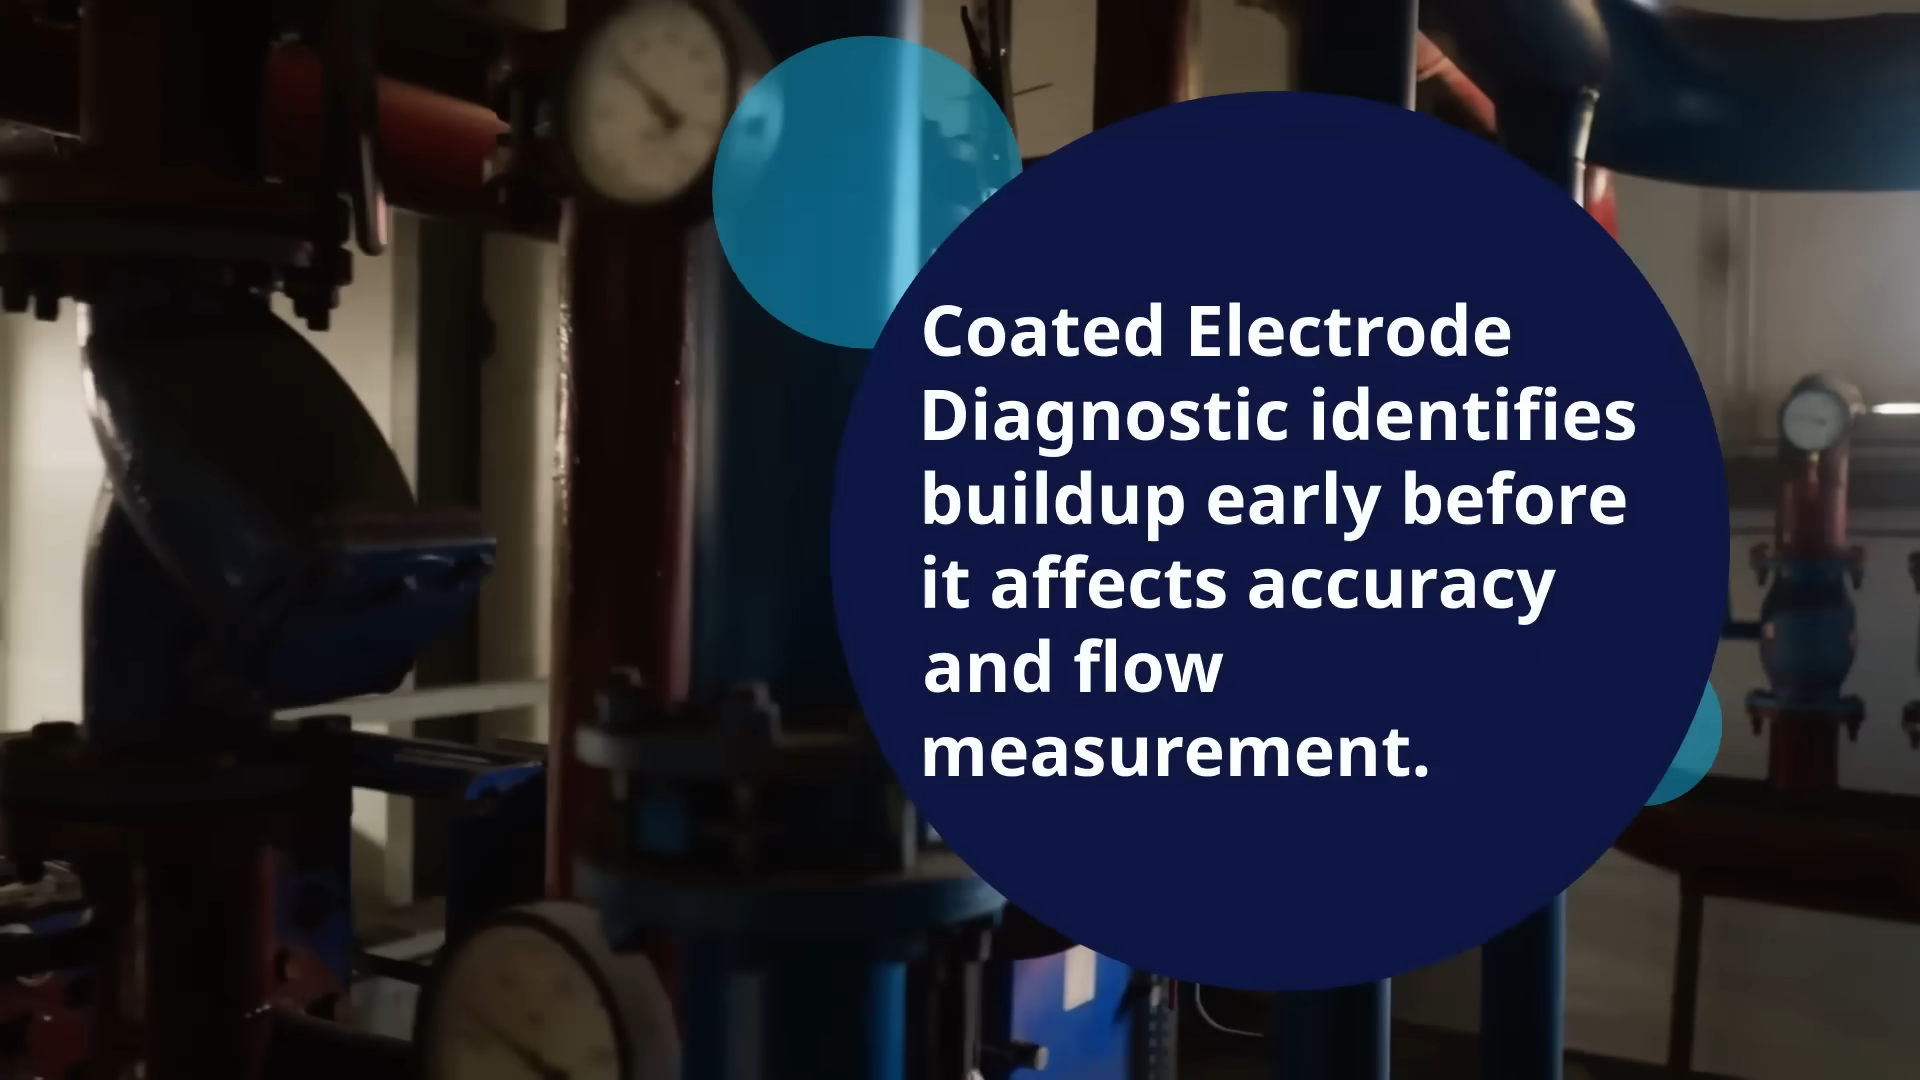 Coated Electrode
Diagnostic identifies
buildup early before
it affects accuracy
and flow
measurement.